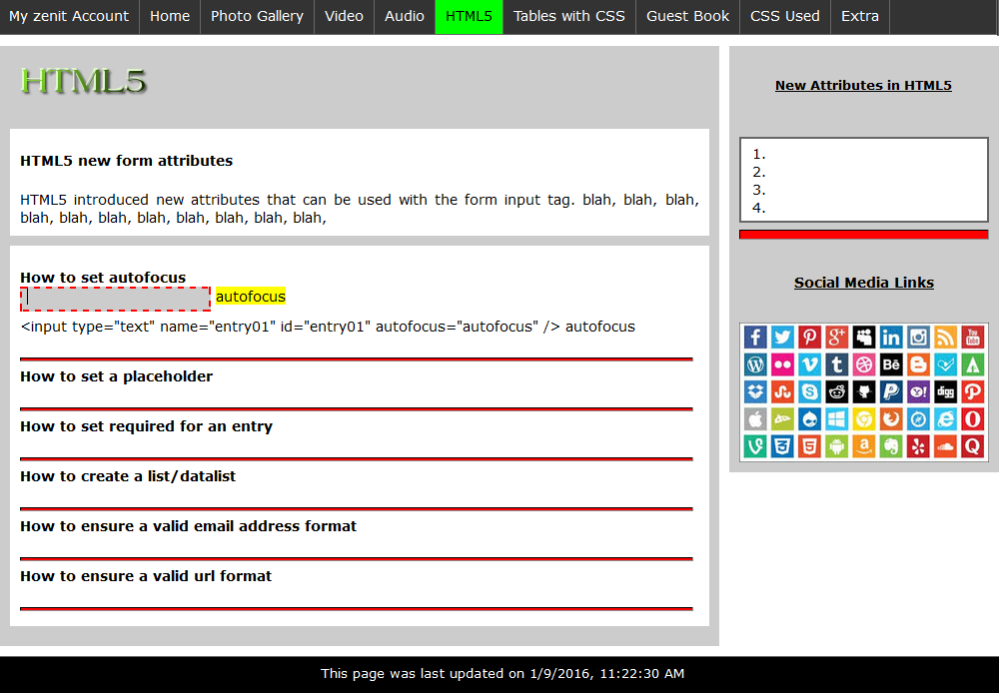 My zenit Account Home Photo Gallery Video Audio HTML5 Tables with CSS Guest Book CSS Used Extra
HTML5
HTML5 new form attributes
HTML5 introduced new attributes that can be used with the form input tag. blah, blah, blah,
blah, blah, blah, blah, blah, blah, blah, blah,
How to set autofocus
autofocus
<input type="text" name="entry01" id="entry01" autofocus="autofocus" /> autofocus
How to set a placeholder
How to set required for an entry
How to create a list/datalist
How to ensure a valid email address format
How to ensure a valid url format
New Attributes in HTML5
1.
2.
3.
4.
Social Media Links
You Tube
Bē
digg
This page was last updated on 1/9/2016, 11:22:30 AM